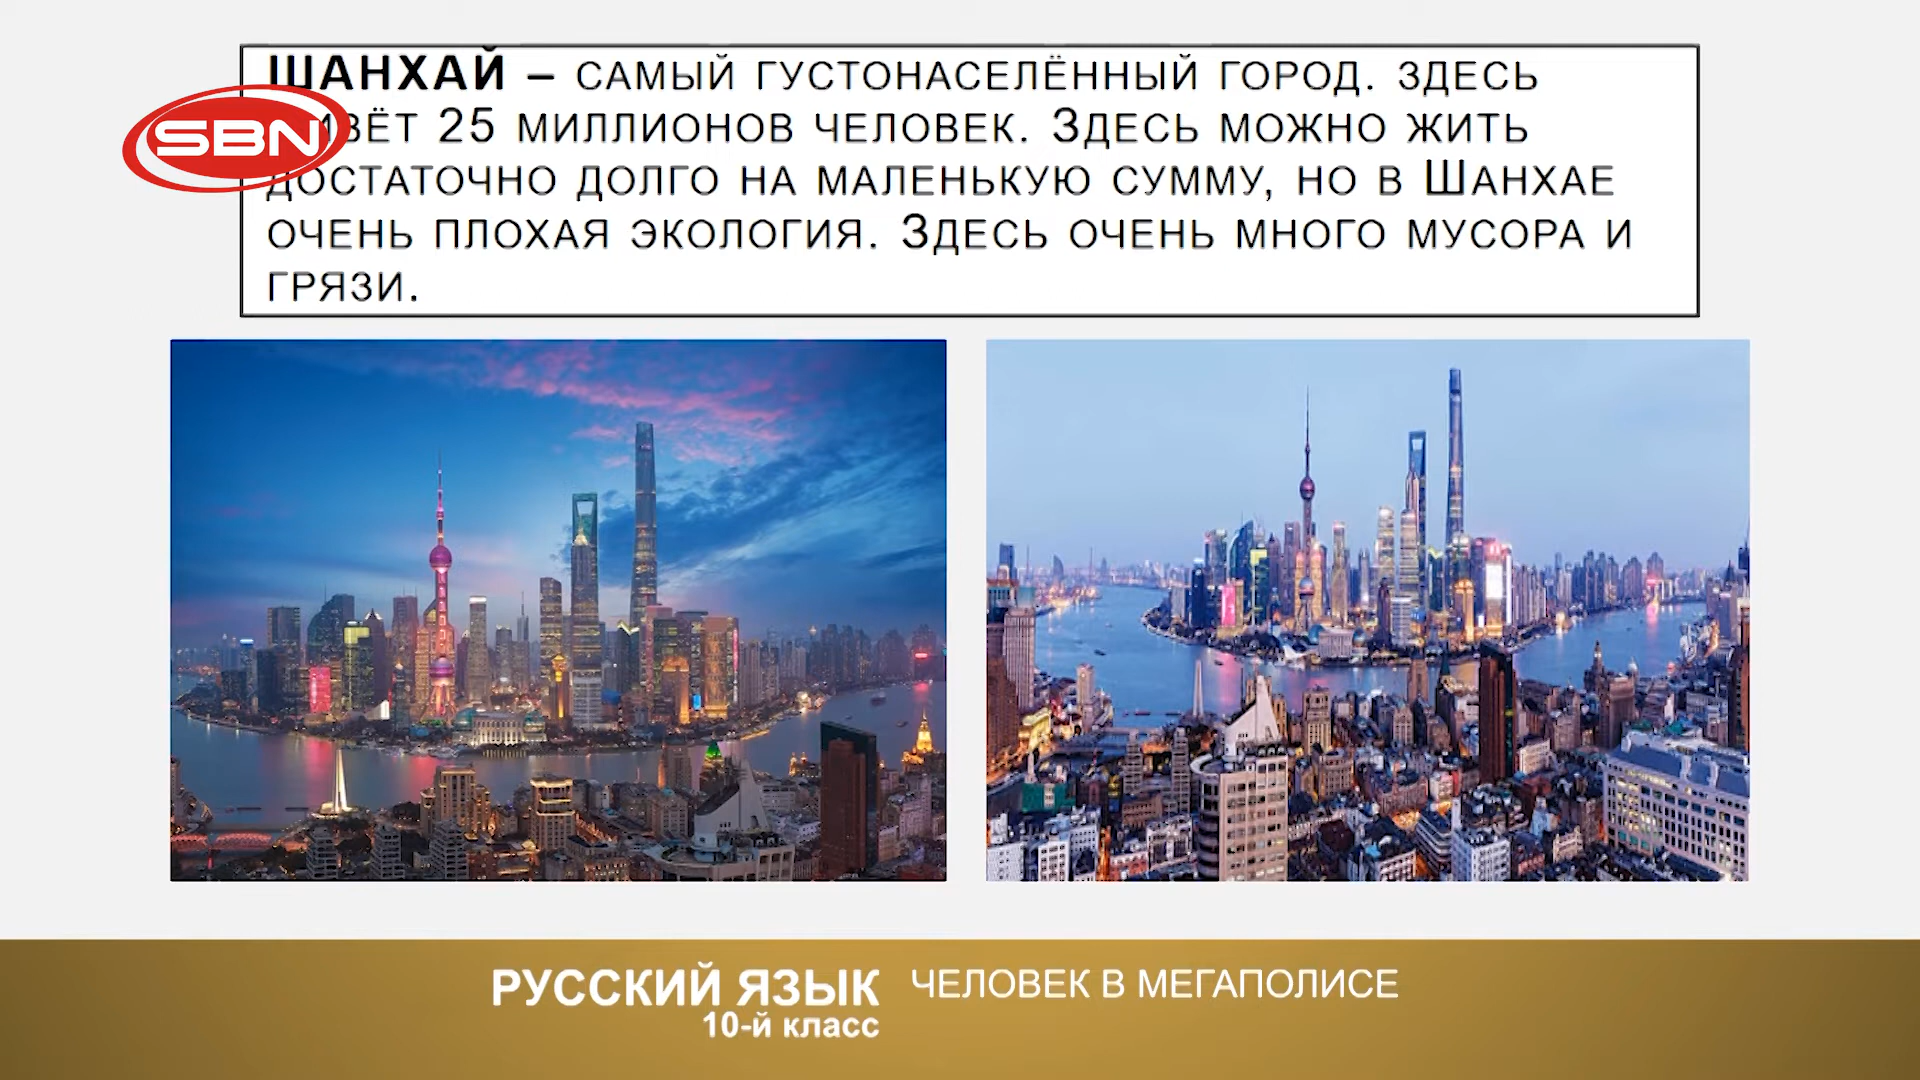 ШАНХАЙ – САМЫЙ ГУСТОНАСЕЛЁННЫЙ ГОРОД. ЗДЕСЬ
25 МИЛЛИОНОВ ЧЕЛОВЕК. ЗДЕСЬ МОЖНО ЖИТЬ
ДОСТАТОЧНО ДОЛГО НА МАЛЕНЬКУЮ СУММУ, НО В ШАНХАЕ
ОЧЕНЬ ПЛОХАЯ ЭКОЛОГИЯ. ЗДЕСЬ ОЧЕНЬ МНОГО МУСОРА И
ГРЯЗИ.
SBN
РУССКИЙ ЯЗЫК ЧЕЛОВЕК В МЕГАПОЛИСЕ
10-й класс